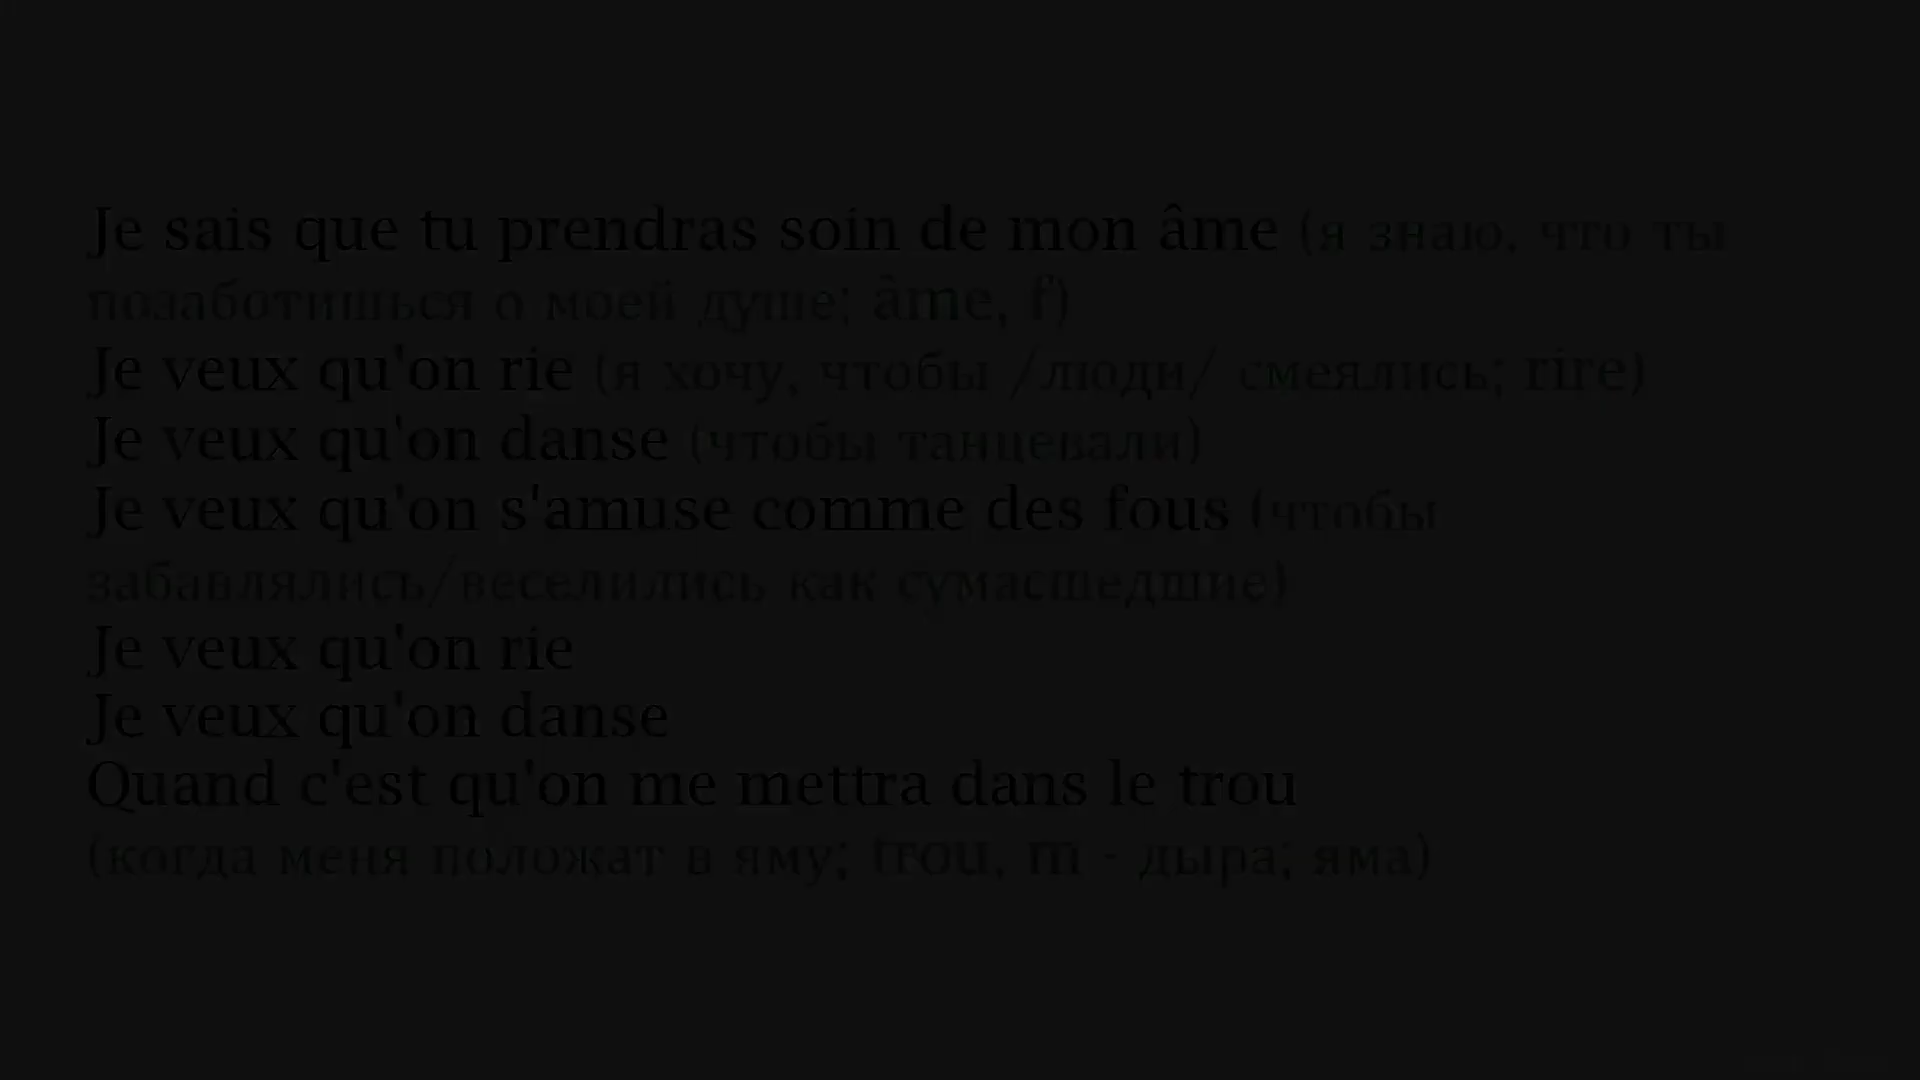 Je sais que tu prendras soin de mon âme (я знаю, что ты
позаботишься о моей душе; âme, f)
Je veux qu'on rie (я хочу, чтобы /люди/ смеялись; rire)
Je veux qu'on danse (чтобы танцевали)
Je veux qu'on s'amuse comme des fous (чтобы
забавлялись/веселились как сумасшедшие)
Je veux qu'on rie
Je veux qu'on danse
Quand c'est qu'on me mettra dans le trou
(когда меня положат в яму; trou, m - дыра; яма)